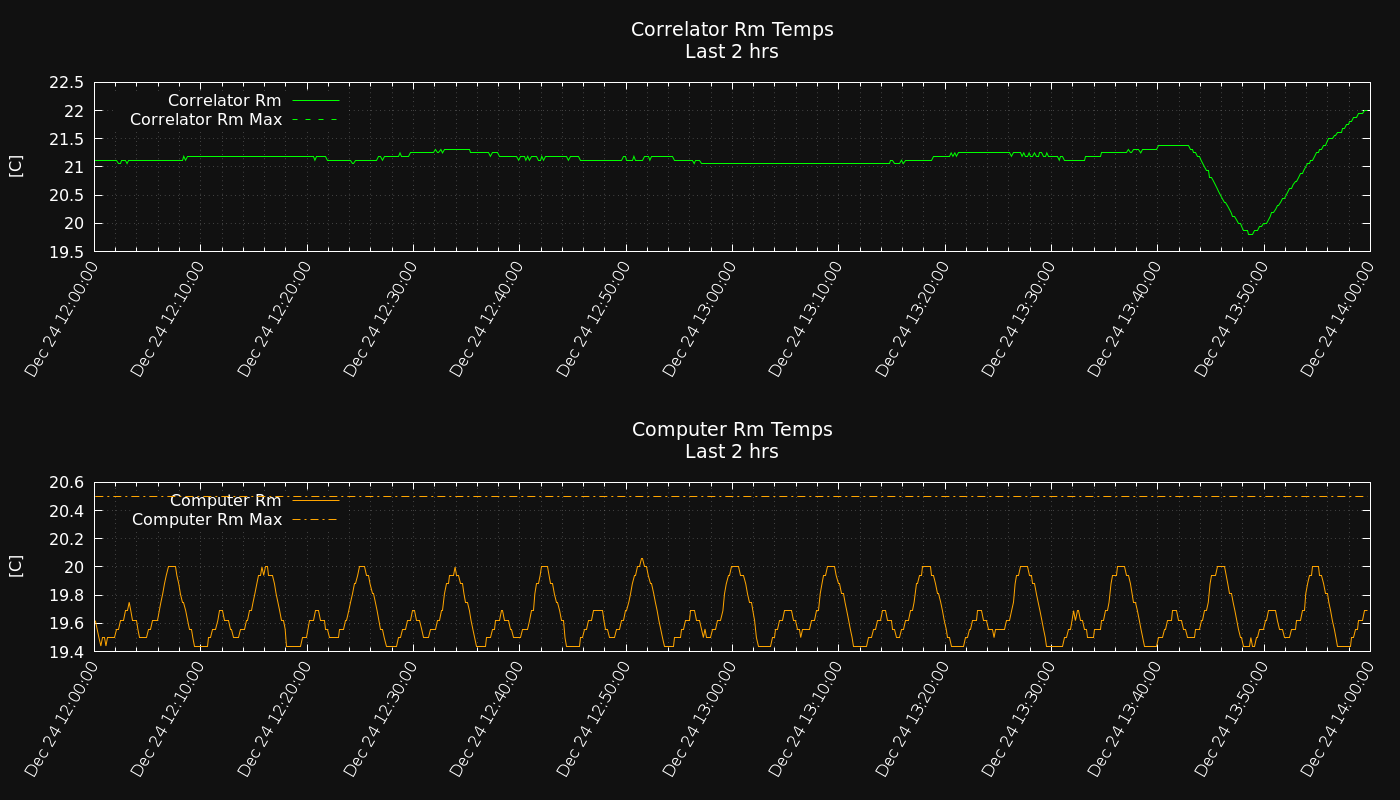 Correlator Rm Temps
Last 2 hrs
22.5
22
21.5
21
20.5
20
19.5
[C]
Correlator Rm
Correlator Rm Max
Dec 24 12:00:00
Dec 24 12:10:00
Dec 24 12:20:00
Dec 24 12:30:00
Dec 24 12:40:00
Dec 24 12:50:00
Dec 24 13:00:00
Dec 24 13:10:00
Dec 24 13:20:00
Dec 24 13:30:00
Dec 24 13:40:00
Dec 24 13:50:00
Dec 24 14:00:00
Computer Rm Temps
Last 2 hrs
20.6
20.4
20.2
20
19.8
19.6
19.4
[C]
Computer Rm
Computer Rm Max
Dec 24 12:00:00
Dec 24 12:10:00
Dec 24 12:20:00
Dec 24 12:30:00
Dec 24 12:40:00
Dec 24 12:50:00
Dec 24 13:00:00
Dec 24 13:10:00
Dec 24 13:20:00
Dec 24 13:30:00
Dec 24 13:40:00
Dec 24 13:50:00
Dec 24 14:00:00